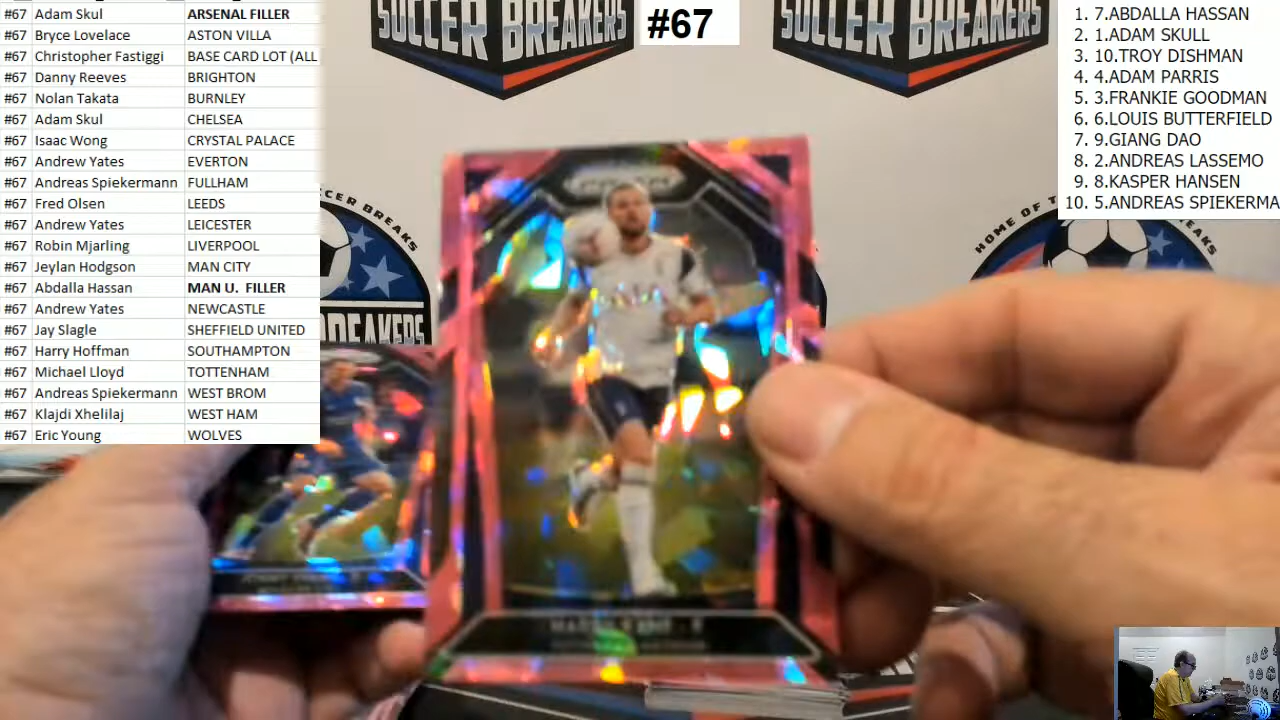 #67 Adam Skul ARSENAL FILLER
#67 Bryce Lovelace ASTON VILLA
#67 Christopher Fastiggi BASE CARD LOT (ALL
#67 Danny Reeves BRIGHTON
#67 Nolan Takata BURNLEY
#67 Adam Skul CHELSEA
#67 Isaac Wong CRYSTAL PALACE
#67 Andrew Yates EVERTON
#67 Andreas Spiekermann FULLHAM
#67 Fred Olsen LEEDS
#67 Andrew Yates LEICESTER
#67 Robin Mjarling LIVERPOOL
#67 Jeylan Hodgson MAN CITY
#67 Abdalla Hassan MAN U. FILLER
#67 Andrew Yates NEWCASTLE
#67 Jay Slagle SHEFFIELD UNITED
#67 Harry Hoffman SOUTHAMPTON
#67 Michael Lloyd TOTTENHAM
#67 Andreas Spiekermann WEST BROM
#67 Klajdi Xhelilaj WEST HAM
#67 Eric Young WOLVES
SOCCER BREAKERS
#67
SOCCER BREAKERS
1. 7.ABDALLA HASSAN
2. 1.ADAM SKULL
3. 10.TROY DISHMAN
4. 4.ADAM PARRIS
5. 3.FRANKIE GOODMAN
6. 6.LOUIS BUTTERFIELD
7. 9.GIANG DAO
8. 2.ANDREAS LASSEMO
9. 8.KASPER HANSEN
10. 5.ANDREAS SPIEKERMA
CCER BREAKS
BREAKERS
HOME OF T
REAKS